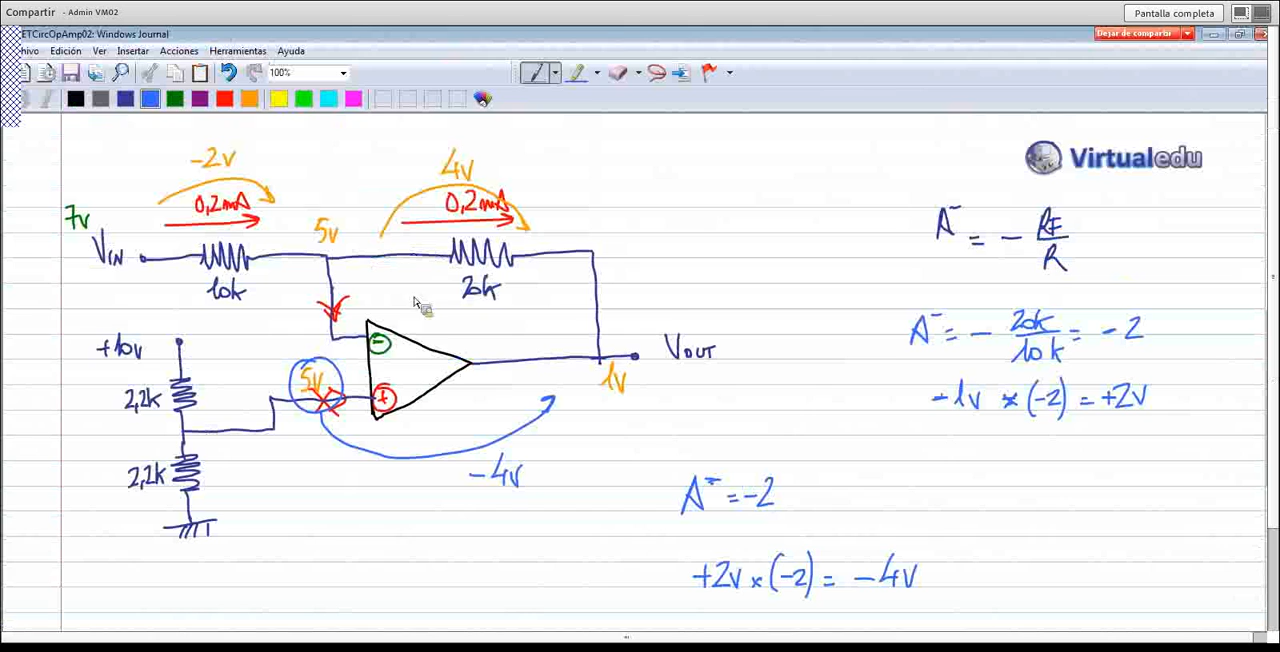 Compartir - Admin VM02
Pantalla completa
ETCircOpAmp02: Windows Journal
Dejar de compartir
hivo Edición Ver Insertar Acciones Herramientas Ayuda
100%
Virtualedu
-2v
4v
0,2mA
0,2mA
7v
5v
VIN
10k
20k
A⁻ = - RF/R
+10v
2,2k
2,2k
-
+
5v
1v
VOUT
-4v
A⁻ = - 20k/10k = -2
-1v × (-2) = +2v
A⁻ = -2
+2v × (-2) = -4v